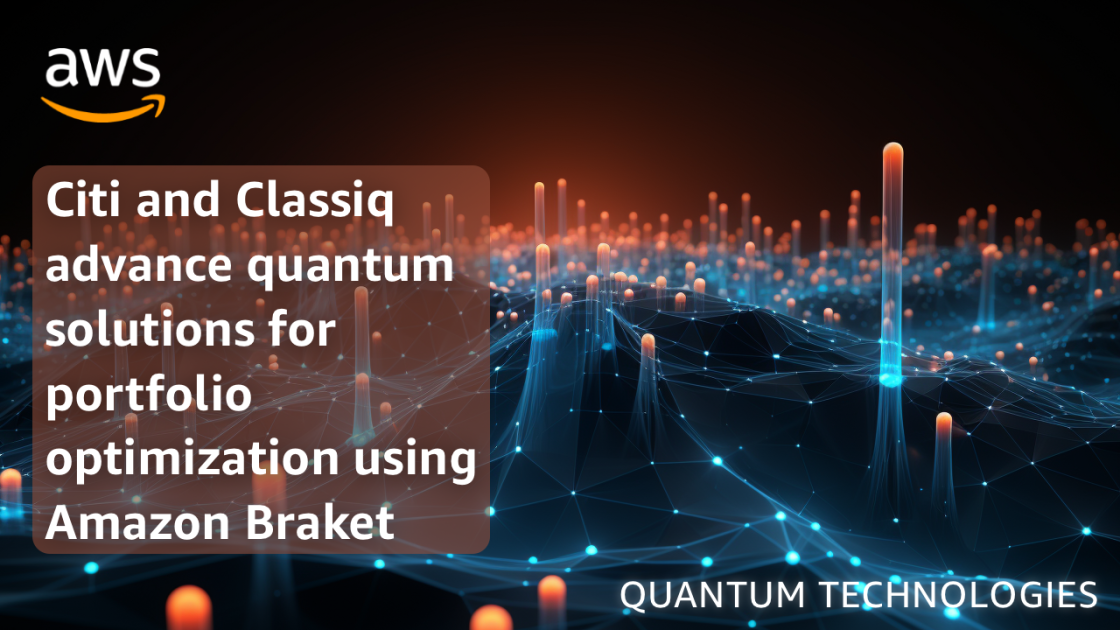 aws
Citi and Classiq
advance quantum
solutions for
portfolio
optimization using
Amazon Braket
QUANTUM TECHNOLOGIES